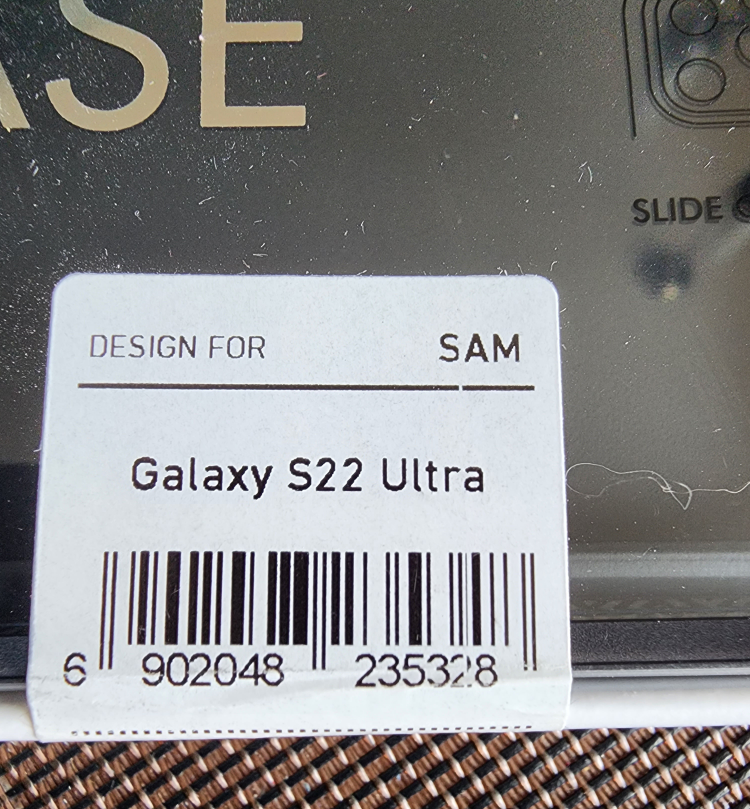 ASE
SLIDE
DESIGN FOR SAM
Galaxy S22 Ultra
6 902048 235328